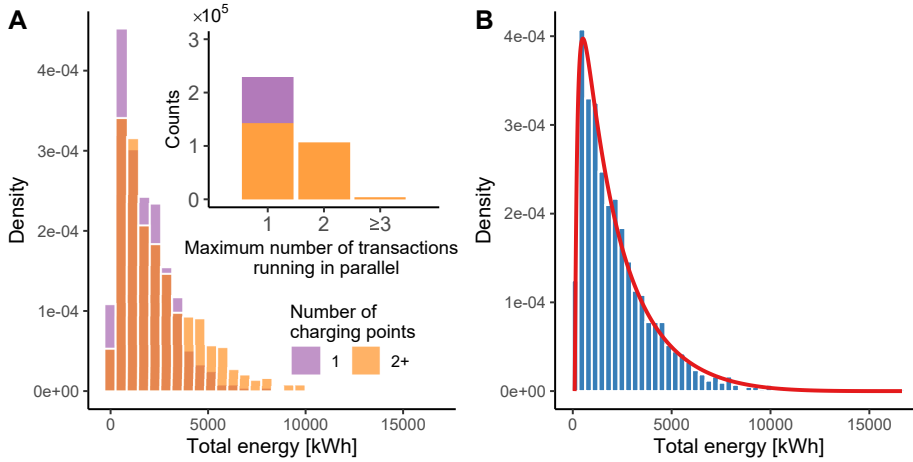 A
Density
4e-04
3e-04
2e-04
1e-04
0e+00
0
5000
10000
15000
Total energy [kWh]
×10⁵
Counts
3
2
1
0
1
2
≥3
Maximum number of transactions
running in parallel
Number of
charging points
1
2+
B
Density
4e-04
3e-04
2e-04
1e-04
0e+00
0
5000
10000
15000
Total energy [kWh]